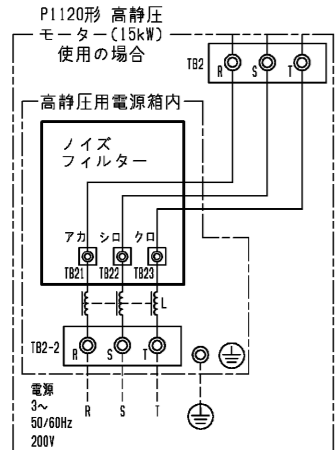 P1120形 高静圧
モーター(15kW)
使用の場合
TB2
R S T
高静圧用電源箱内
ノイズ
フィルター
アカ シロ クロ
TB21 TB22 TB23
L
TB2-2
R S T
電源
3～
50/60Hz
200V
R S T